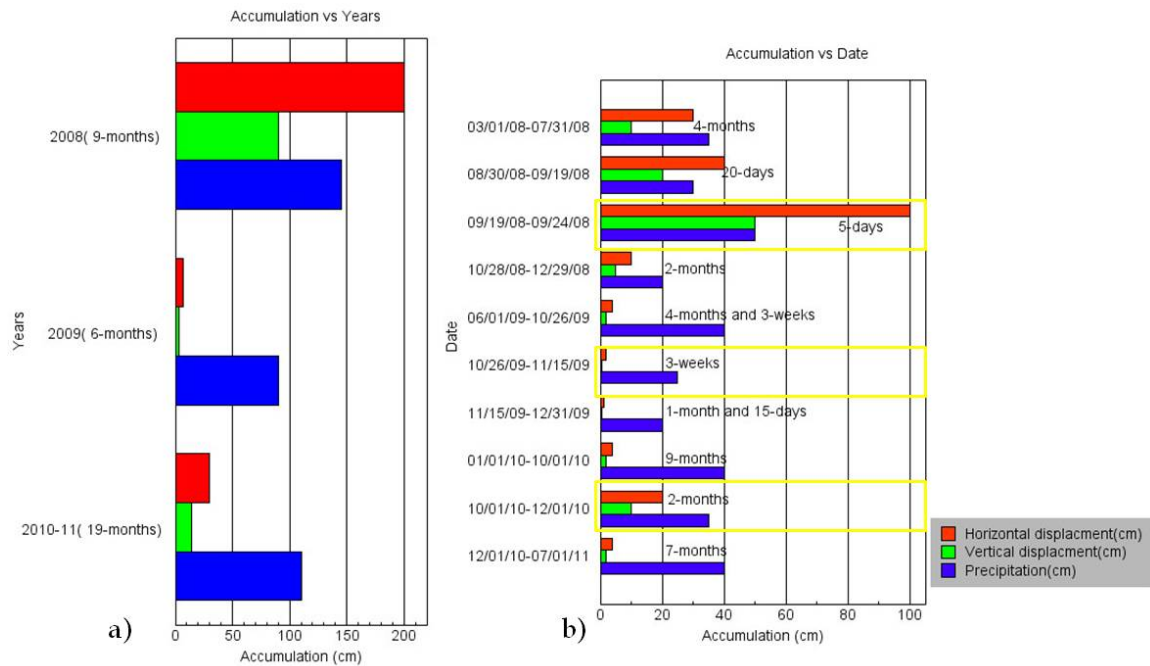 Accumulation vs Years
Years
2008( 9-months)
2009( 6-months)
2010-11( 19-months)
0 50 100 150 200
Accumulation (cm)
a)
Accumulation vs Date
Date
03/01/08-07/31/08 4-months
08/30/08-09/19/08 20-days
09/19/08-09/24/08 5-days
10/28/08-12/29/08 2-months
06/01/09-10/26/09 4-months and 3-weeks
10/26/09-11/15/09 3-weeks
11/15/09-12/31/09 1-month and 15-days
01/01/10-10/01/10 9-months
10/01/10-12/01/10 2-months
12/01/10-07/01/11 7-months
0 20 40 60 80 100
Accumulation (cm)
b)
Horizontal displacment(cm)
Vertical displacment(cm)
Precipitation(cm)